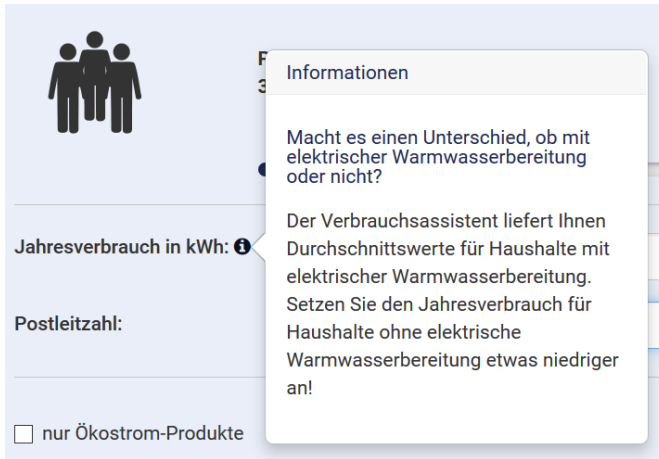 Informationen
Macht es einen Unterschied, ob mit
elektrischer Warmwasserbereitung
oder nicht?
Der Verbrauchsassistent liefert Ihnen
Durchschnittswerte für Haushalte mit
elektrischer Warmwasserbereitung.
Setzen Sie den Jahresverbrauch für
Haushalte ohne elektrische
Warmwasserbereitung etwas niedriger
an!
Jahresverbrauch in kWh:
Postleitzahl:
nur Ökostrom-Produkte